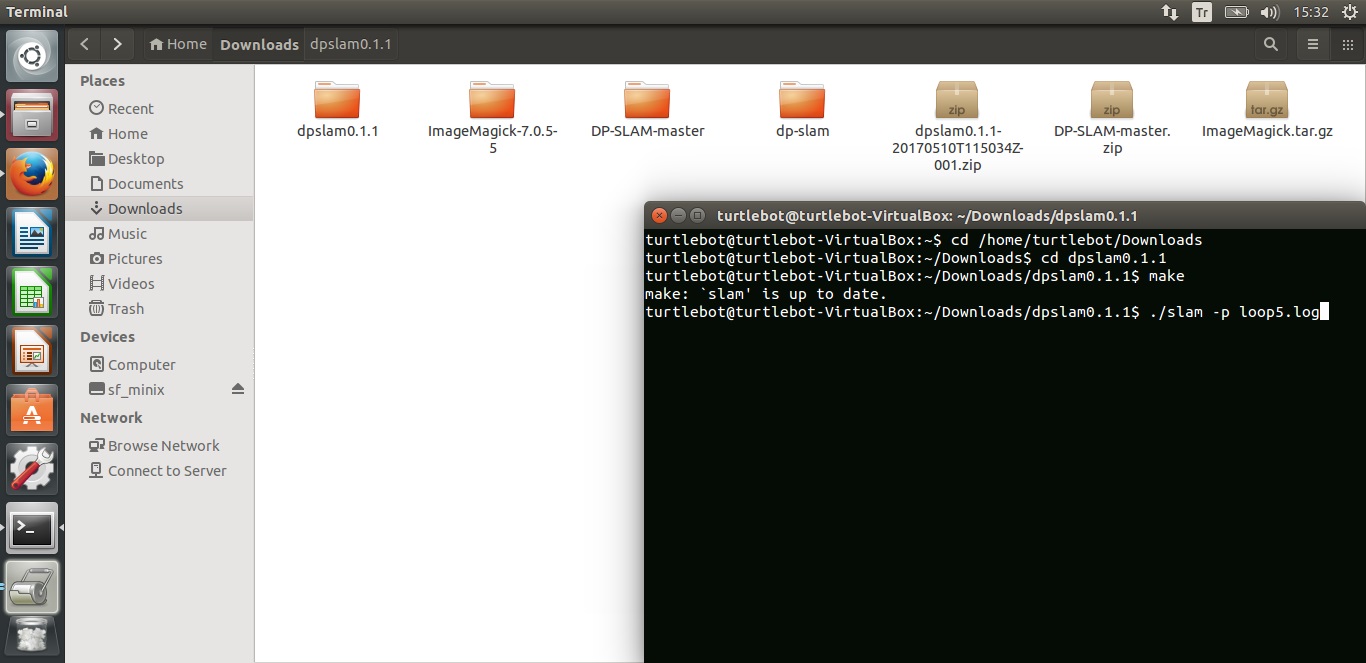 Terminal
Tr
15:32
Home
Downloads
dpslam0.1.1
Places
Recent
Home
Desktop
Documents
Downloads
Music
Pictures
Videos
Trash
Devices
Computer
sf_minix
Network
Browse Network
Connect to Server
dpslam0.1.1
ImageMagick-7.0.5-
5
DP-SLAM-master
dp-slam
zip
dpslam0.1.1-
20170510T115034Z-
001.zip
zip
DP-SLAM-master.
zip
tar.gz
ImageMagick.tar.gz
turtlebot@turtlebot-VirtualBox: ~/Downloads/dpslam0.1.1
turtlebot@turtlebot-VirtualBox:~$ cd /home/turtlebot/Downloads
turtlebot@turtlebot-VirtualBox:~/Downloads$ cd dpslam0.1.1
turtlebot@turtlebot-VirtualBox:~/Downloads/dpslam0.1.1$ make
make: `slam' is up to date.
turtlebot@turtlebot-VirtualBox:~/Downloads/dpslam0.1.1$ ./slam -p loop5.log